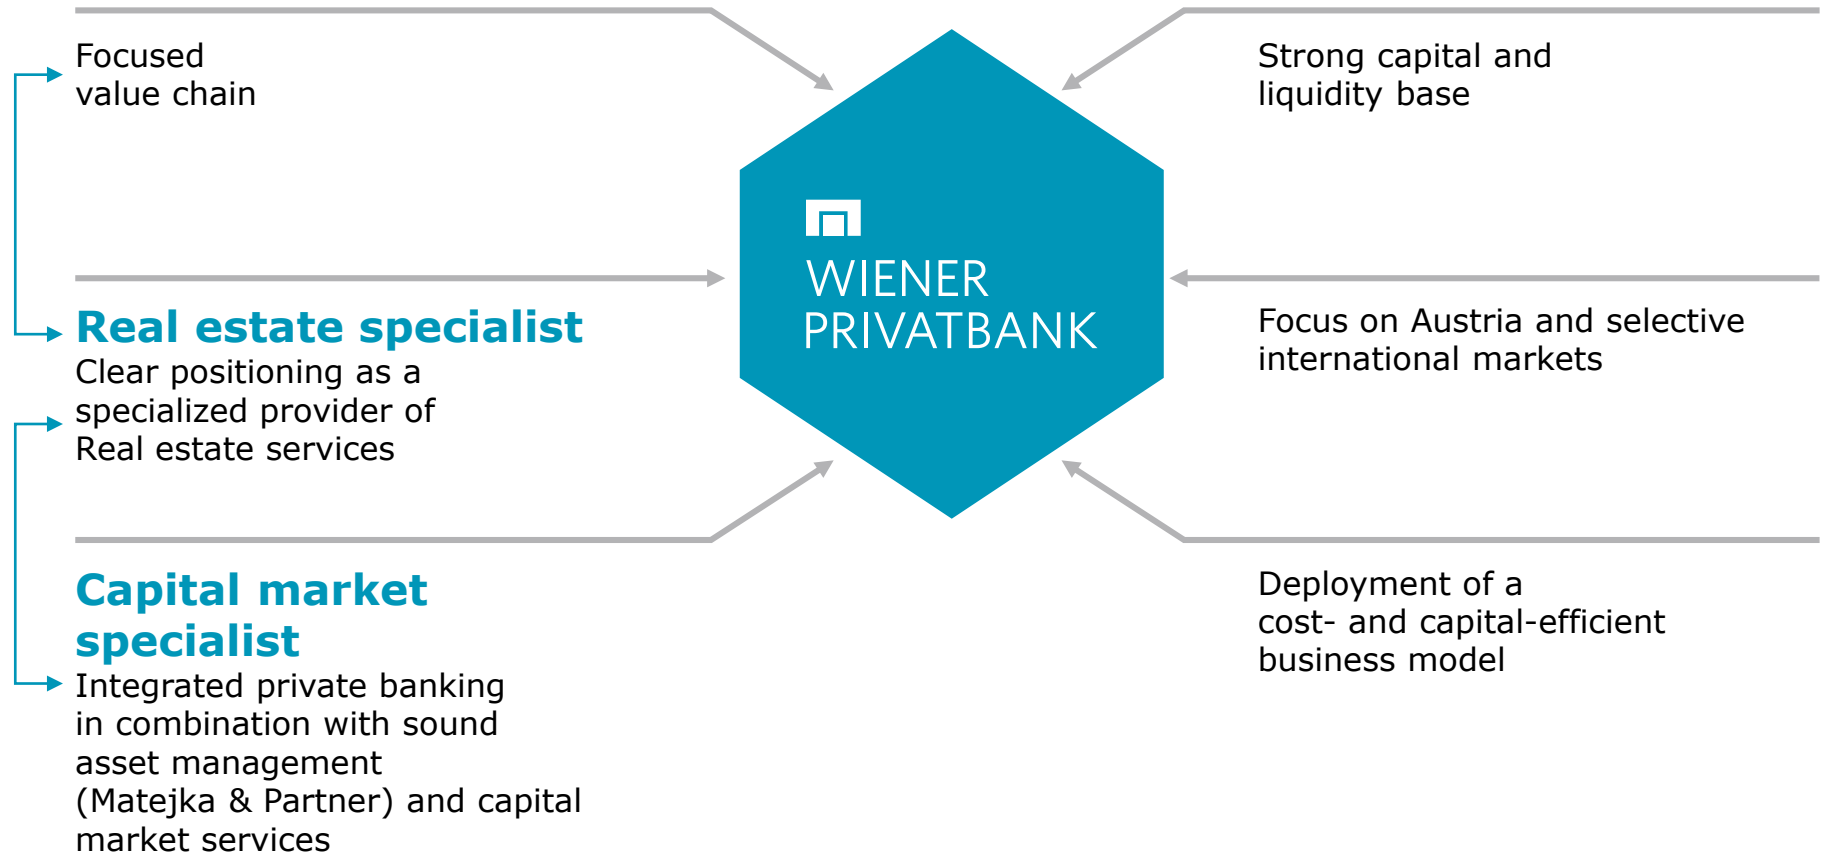 Focused
value chain
Real estate specialist
Clear positioning as a
specialized provider of
Real estate services
Capital market
specialist
Integrated private banking
in combination with sound
asset management
(Matejka & Partner) and capital
market services
WIENER
PRIVATBANK
Strong capital and
liquidity base
Focus on Austria and selective
international markets
Deployment of a
cost- and capital-efficient
business model